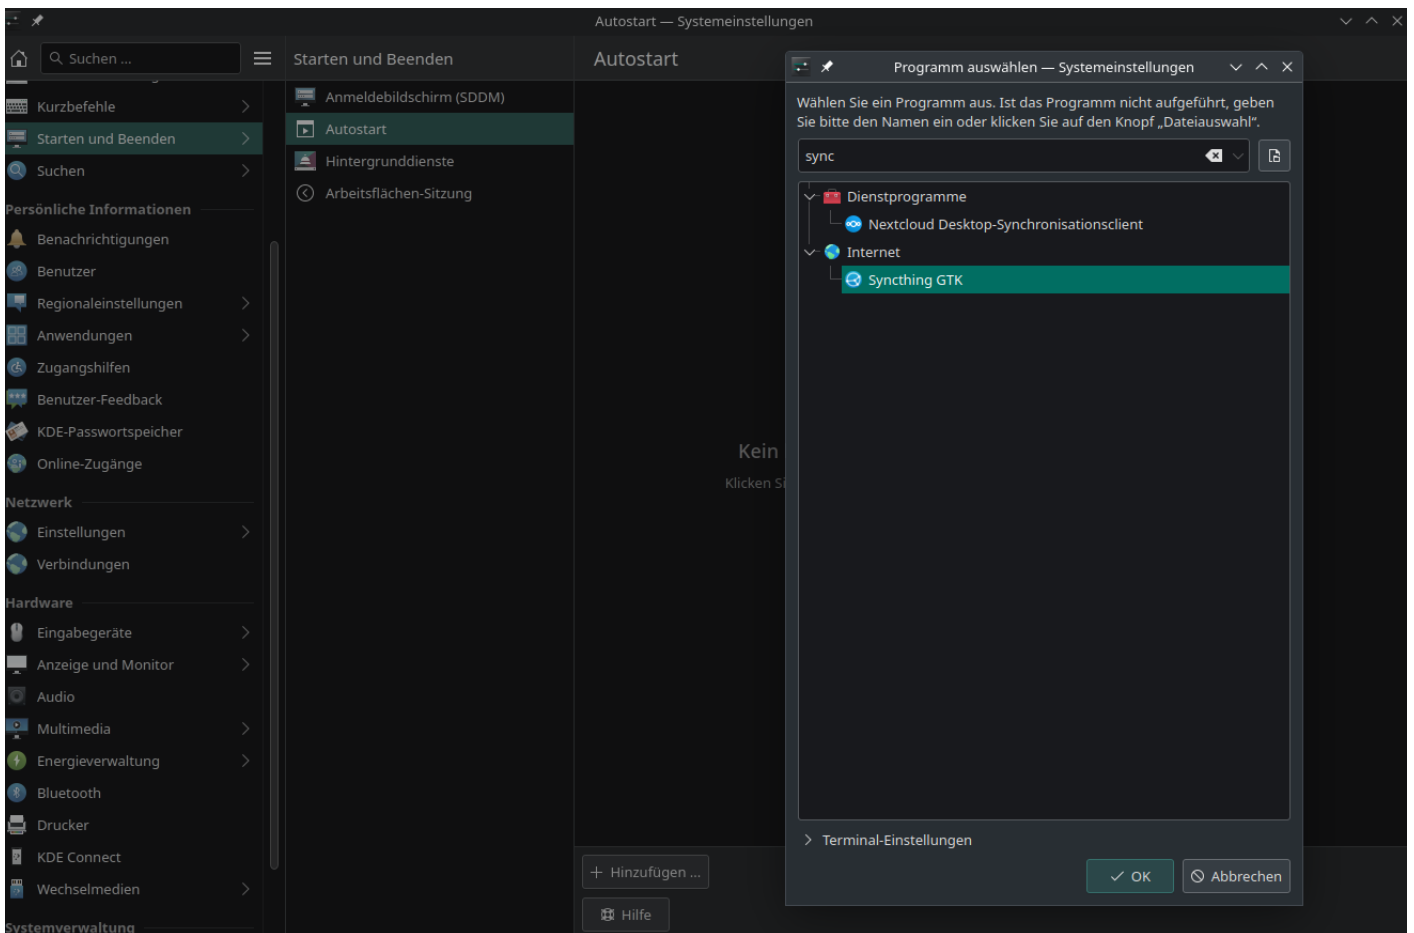 Autostart — Systemeinstellungen
Suchen ...
Kurzbefehle
Starten und Beenden
Suchen
Persönliche Informationen
Benachrichtigungen
Benutzer
Regionaleinstellungen
Anwendungen
Zugangshilfen
Benutzer-Feedback
KDE-Passwortspeicher
Online-Zugänge
Netzwerk
Einstellungen
Verbindungen
Hardware
Eingabegeräte
Anzeige und Monitor
Audio
Multimedia
Energieverwaltung
Bluetooth
Drucker
KDE Connect
Wechselmedien
Systemverwaltung
Starten und Beenden
Anmeldebildschirm (SDDM)
Autostart
Hintergrunddienste
Arbeitsflächen-Sitzung
Autostart
Kein
Klicken
Hinzufügen ...
Hilfe
Programm auswählen — Systemeinstellungen
Wählen Sie ein Programm aus. Ist das Programm nicht aufgeführt, geben
Sie bitte den Namen ein oder klicken Sie auf den Knopf „Dateiauswahl“.
sync
Dienstprogramme
Nextcloud Desktop-Synchronisationsclient
Internet
Syncthing GTK
Terminal-Einstellungen
OK
Abbrechen